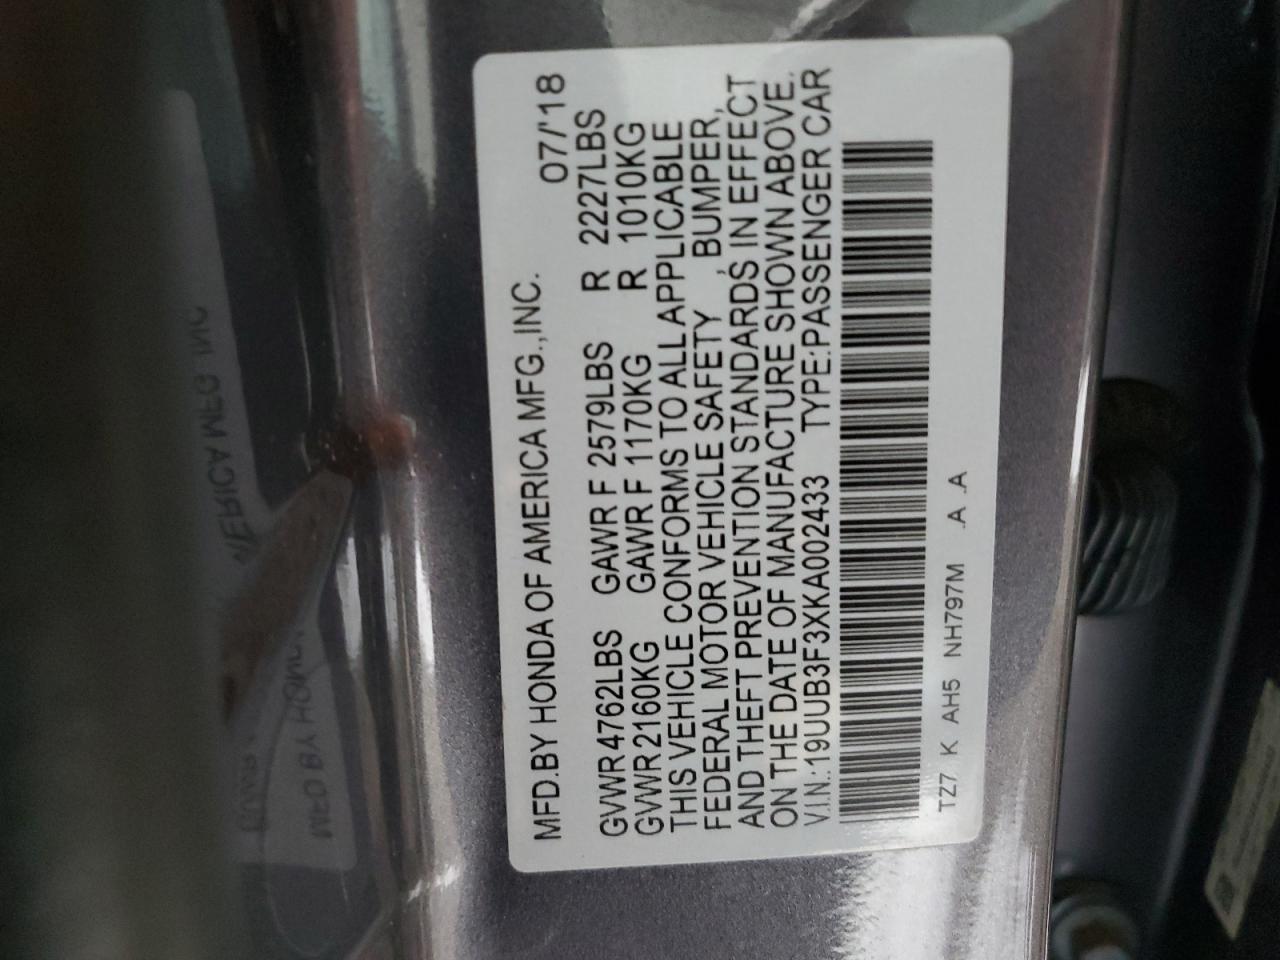 MFD.BY HONDA OF AMERICA MFG.,INC. 07/'18
GVWR 4762LBS GAWR F 2579LBS R 2227LBS
GVWR 2160KG GAWR F 1170KG R 1010KG
THIS VEHICLE CONFORMS TO ALL APPLICABLE
FEDERAL MOTOR VEHICLE SAFETY , BUMPER,
AND THEFT PREVENTION STANDARDS IN EFFECT
ON THE DATE OF MANUFACTURE SHOWN ABOVE.
V.I.N.:19UUB3F3XKA002433 TYPE:PASSENGER CAR
TZ7 K AH5 NH797M .A .A